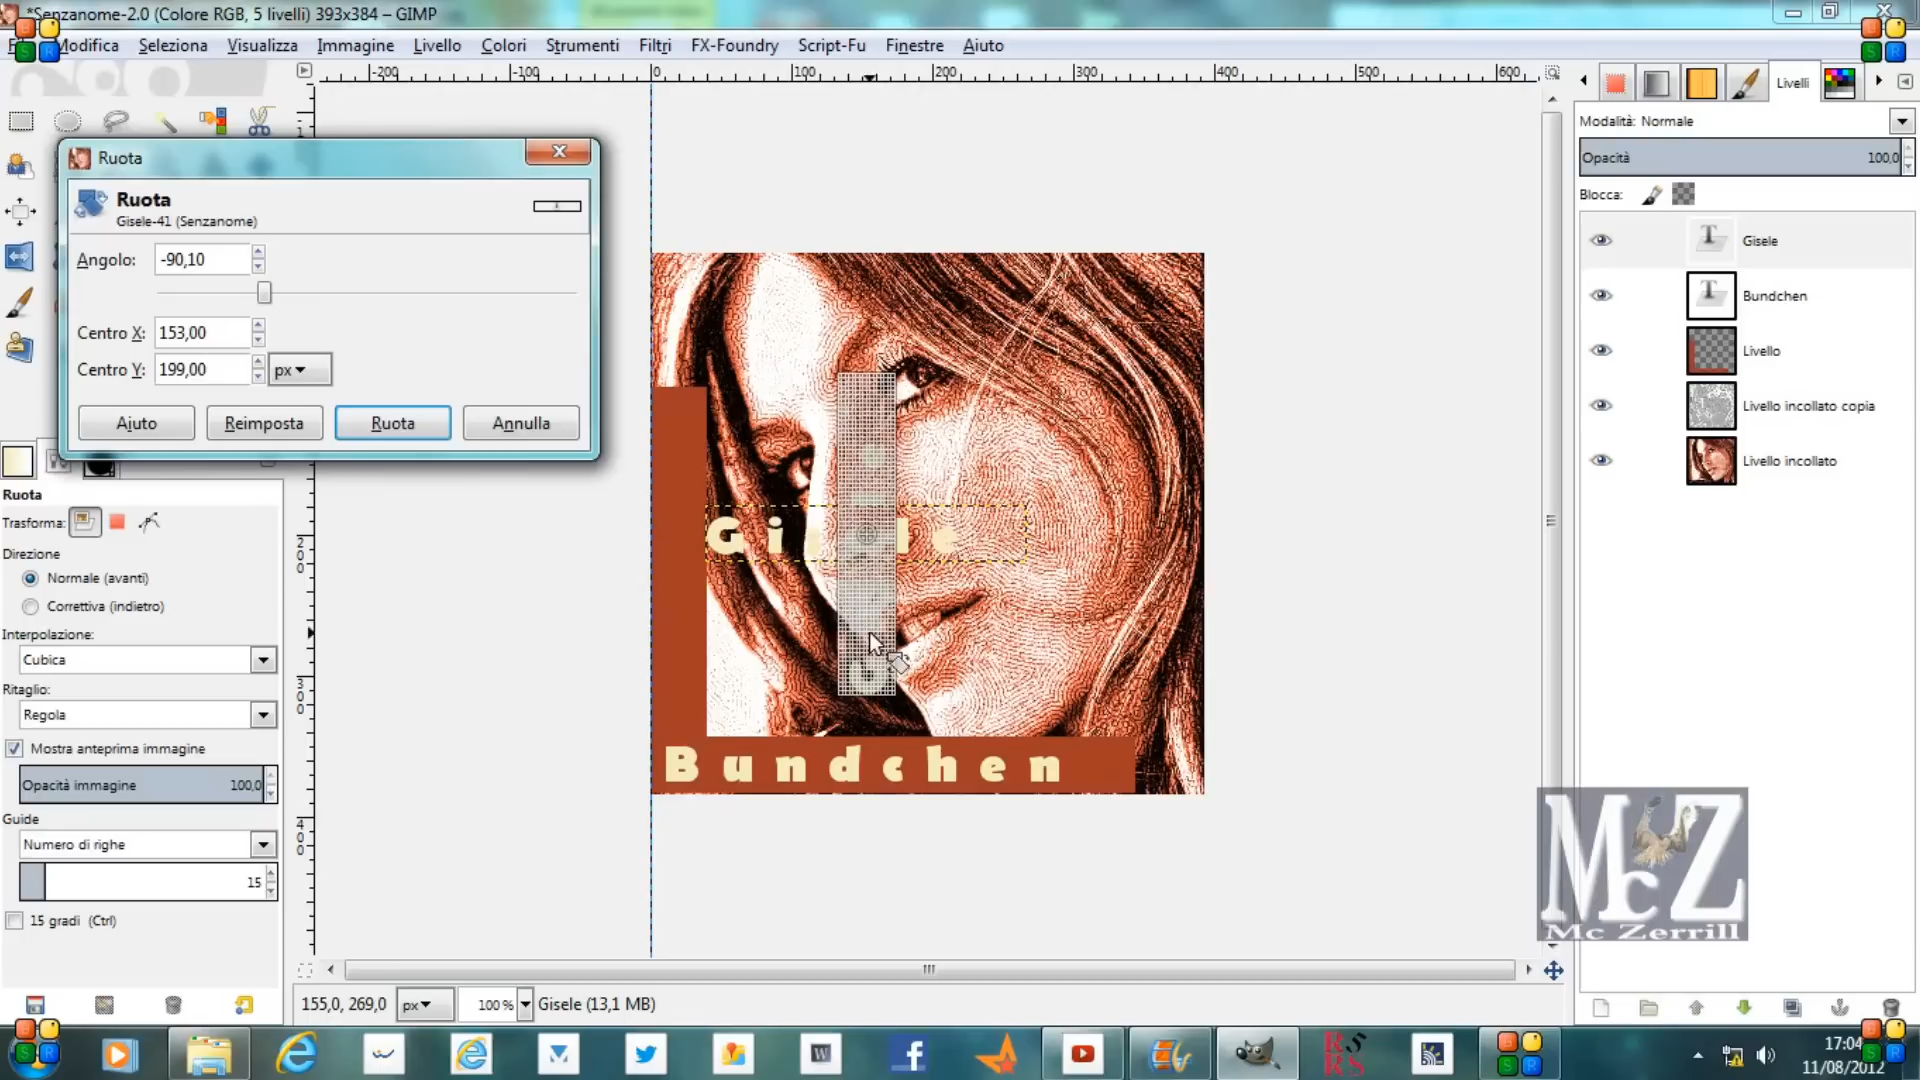 *Senzanome-2.0 (Colore RGB, 5 livelli) 393x384 – GIMP
Modifica Seleziona Visualizza Immagine Livello Colori Strumenti Filtri FX-Foundry Script-Fu Finestre Aiuto
-200 -100 0 100 200 300 400 500 600
Livelli
Modalità: Normale
Opacità 100,0
Blocca:
Gisele
Bundchen
Livello
Livello incollato copia
Livello incollato
Ruota
Ruota
Gisele-41 (Senzanome)
Angolo: -90,10
Centro X: 153,00
Centro Y: 199,00 px
Aiuto Reimposta Ruota Annulla
Ruota
Trasforma:
Direzione
Normale (avanti)
Correttiva (indietro)
Interpolazione:
Cubica
Ritaglio:
Regola
Mostra anteprima immagine
Opacità immagine 100,0
Guide
Numero di righe
15
15 gradi (Ctrl)
200
300
400
Bundchen
McZ
Mc Zerrill
155,0, 269,0 px 100 % Gisele (13,1 MB)
17:04
11/08/2012